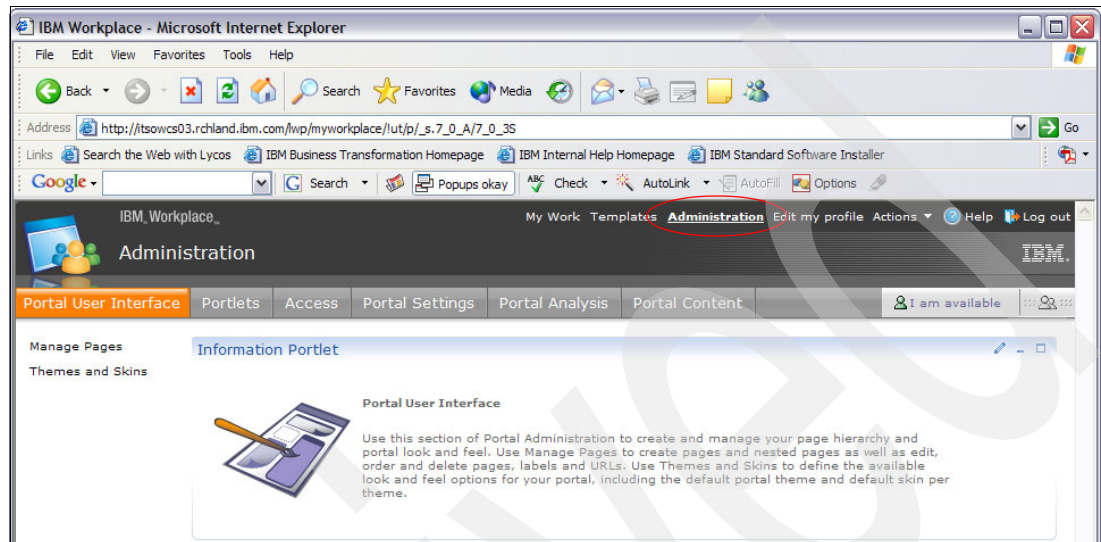 IBM Workplace - Microsoft Internet Explorer
File Edit View Favorites Tools Help
Back Search Favorites Media
Address http://itsowcs03.rchland.ibm.com/lwp/myworkplace/!ut/p/_s.7_0_A/7_0_3S Go
Links Search the Web with Lycos IBM Business Transformation Homepage IBM Internal Help Homepage IBM Standard Software Installer
Google Search Popups okay ABC Check AutoLink AutoFill Options
IBM_Workplace_ My Work Templates Administration Edit my profile Actions Help Log out
Administration IBM.
Portal User Interface Portlets Access Portal Settings Portal Analysis Portal Content I am available
Manage Pages
Themes and Skins
Information Portlet
Portal User Interface
Use this section of Portal Administration to create and manage your page hierarchy and
portal look and feel. Use Manage Pages to create pages and nested pages as well as edit,
order and delete pages, labels and URLs. Use Themes and Skins to define the available
look and feel options for your portal, including the default portal theme and default skin per
theme.